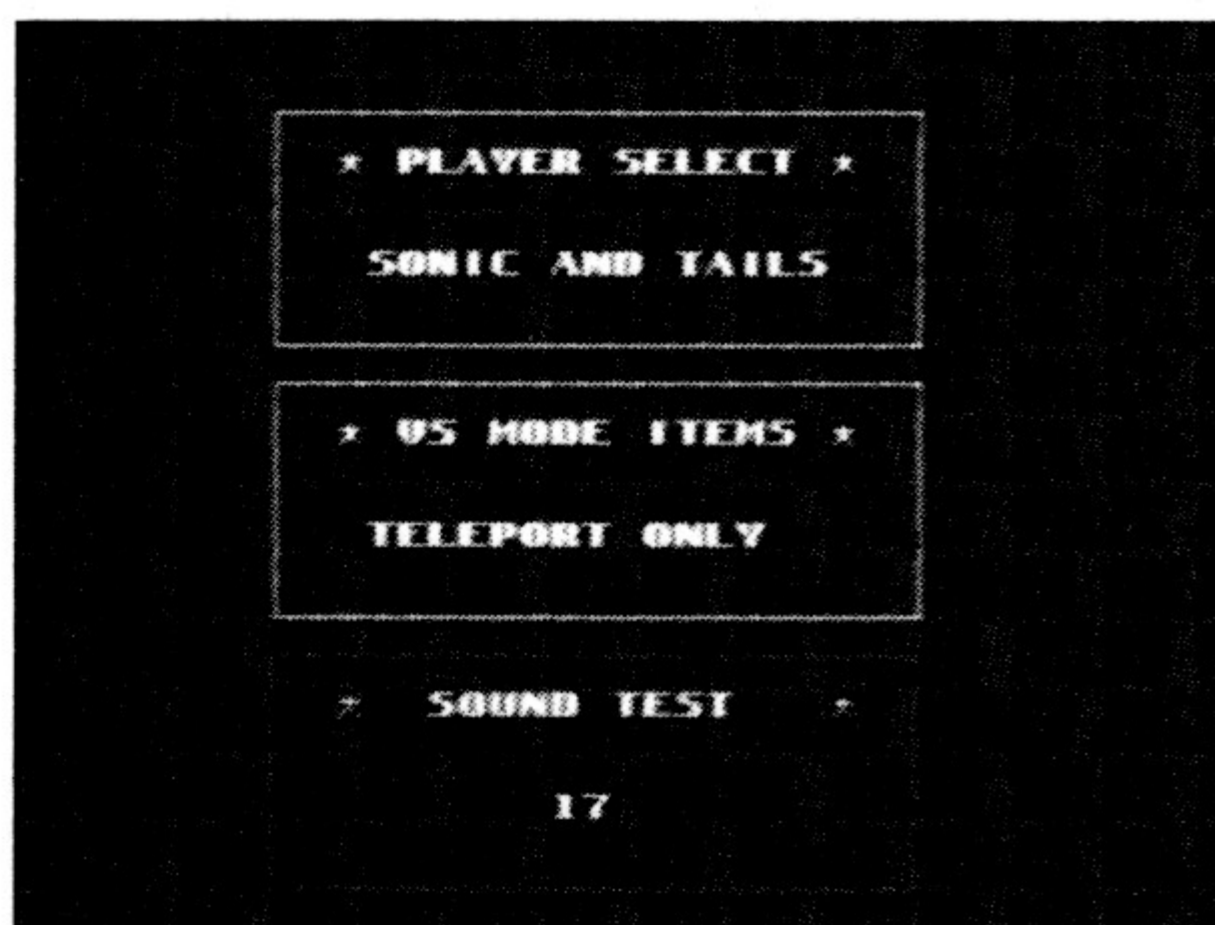 * PLAYER SELECT *
SONIC AND TAILS
* VS MODE ITEMS *
TELEPORT ONLY
* SOUND TEST *
17